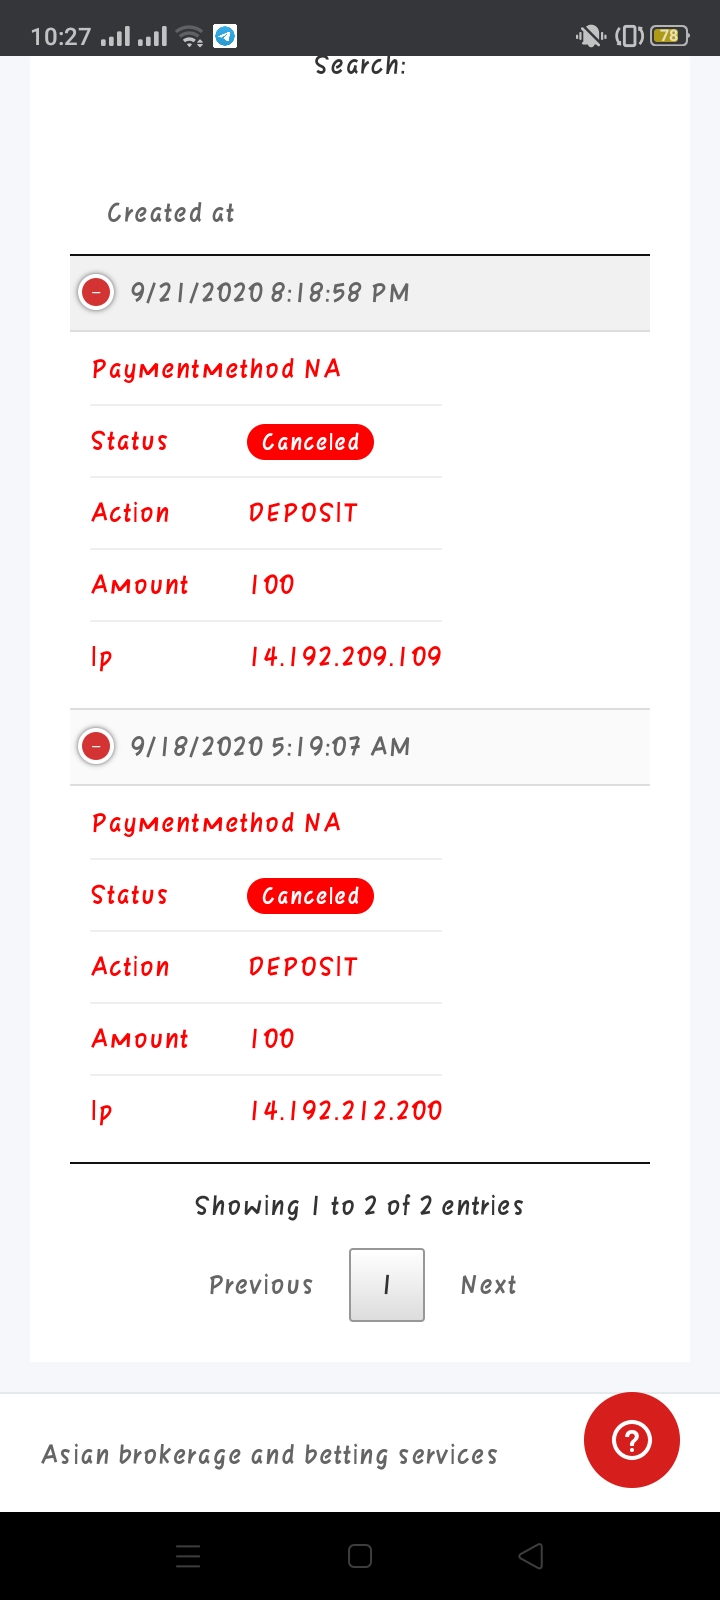 10:27
78
Search:
Created at
9/21/2020 8:18:58 PM
Paymentmethod NA
Status Canceled
Action DEPOSIT
Amount 100
Ip 14.192.209.109
9/18/2020 5:19:07 AM
Paymentmethod NA
Status Canceled
Action DEPOSIT
Amount 100
Ip 14.192.212.200
Showing 1 to 2 of 2 entries
Previous 1 Next
Asian brokerage and betting services